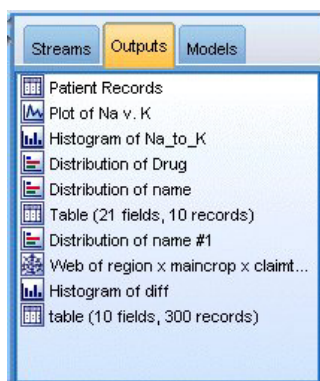 Streams Outputs Models
Patient Records
Plot of Na v. K
Histogram of Na_to_K
Distribution of Drug
Distribution of name
Table (21 fields, 10 records)
Distribution of name #1
Web of region x maincrop x claimt...
Histogram of diff
table (10 fields, 300 records)